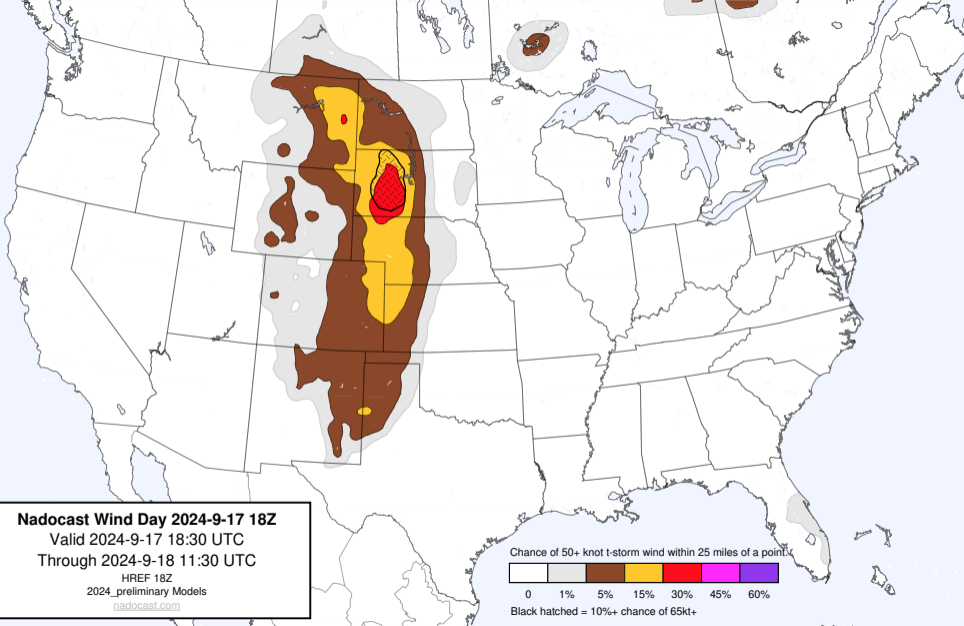 Nadocast Wind Day 2024-9-17 18Z
Valid 2024-9-17 18:30 UTC
Through 2024-9-18 11:30 UTC
HREF 18Z
2024_preliminary Models
nadocast.com
Chance of 50+ knot t-storm wind within 25 miles of a point.
0 1% 5% 15% 30% 45% 60%
Black hatched = 10%+ chance of 65kt+